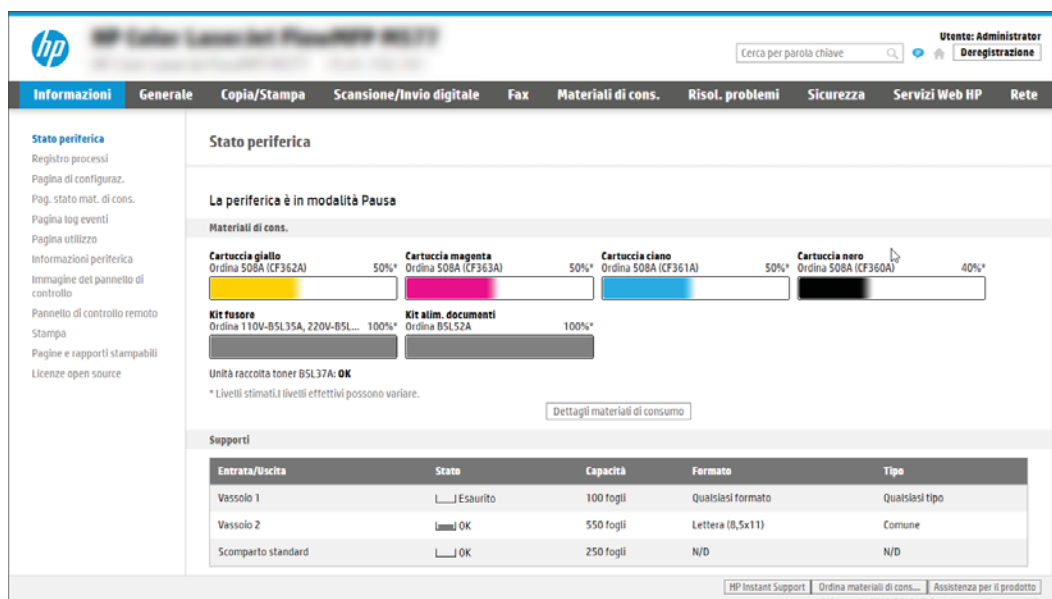 hp
Utente: Administrator
Cerca per parola chiave
Deregistrazione
Informazioni Generale Copia/Stampa Scansione/Invio digitale Fax Materiali di cons. Risol. problemi Sicurezza Servizi Web HP Rete
Stato periferica
Registro processi
Pagina di configuraz.
Pag. stato mat. di cons.
Pagina log eventi
Pagina utilizzo
Informazioni periferica
Immagine del pannello di
controllo
Pannello di controllo remoto
Stampa
Pagine e rapporti stampabili
Licenze open source
Stato periferica
La periferica è in modalità Pausa
Materiali di cons.
Cartuccia giallo Cartuccia magenta Cartuccia ciano Cartuccia nero
Ordina 508A (CF362A) 50%* Ordina 508A (CF363A) 50%* Ordina 508A (CF361A) 50%* Ordina 508A (CF360A) 40%*
Kit fusore Kit alim. documenti
Ordina 110V-B5L35A, 220V-B5L... 100%* Ordina B5L52A 100%*
Unità raccolta toner B5L37A: OK
* Livelli stimati.I livelli effettivi possono variare.
Dettagli materiali di consumo
Supporti
Entrata/Uscita Stato Capacità Formato Tipo
Vassoio 1 Esaurito 100 fogli Qualsiasi formato Qualsiasi tipo
Vassoio 2 OK 550 fogli Lettera (8,5x11) Comune
Scomparto standard OK 250 fogli N/D N/D
HP Instant Support Ordina materiali di cons... Assistenza per il prodotto